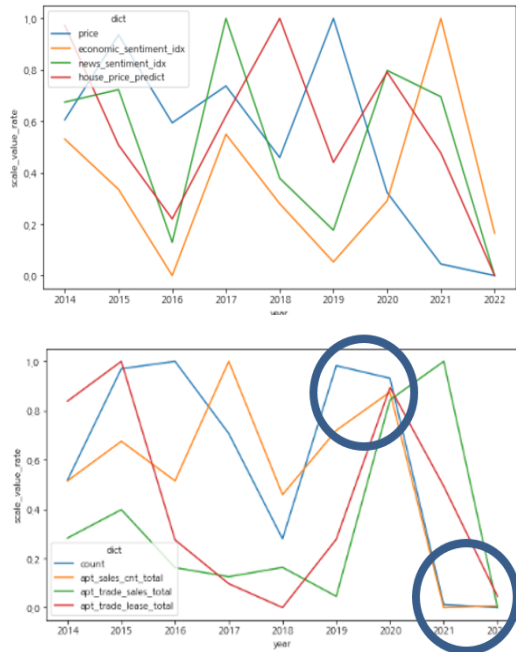 dict
price
economic_sentiment_idx
news_sentiment_idx
house_price_predict
scale_value_rate
0,8
0,6
0,4
0,2
0,0
2014 2015 2016 2017 2018 2019 2020 2021 2022
year
1,0
0,8
0,6
0,4
0,2
0,0
scale_value_rate
dict
count
apt_sales_cnt_total
apt_trade_sales_total
apt_trade_lease_total
2014 2015 2016 2017 2018 2019 2020 2021
year